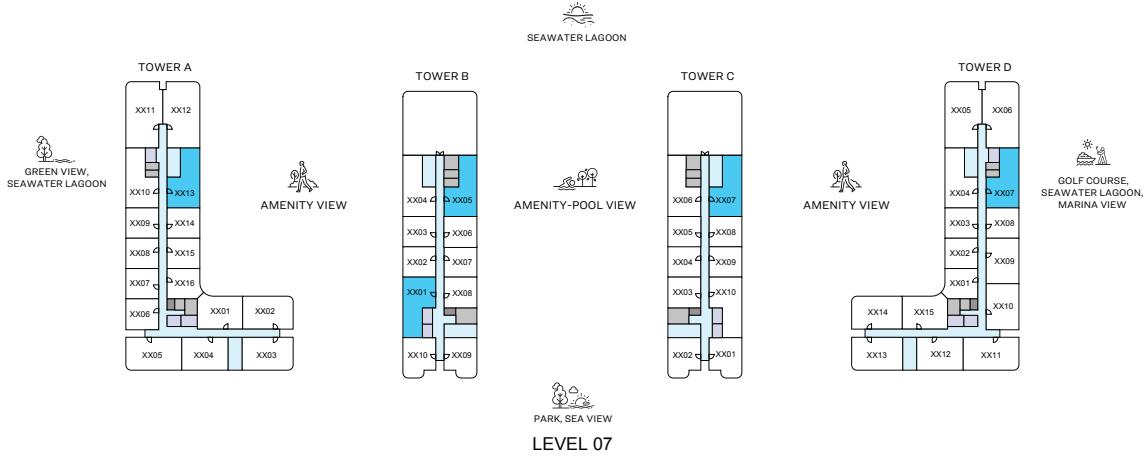 SEAWATER LAGOON
TOWER A
TOWER B
TOWER C
TOWER D
GREEN VIEW,
SEAWATER LAGOON
AMENITY VIEW
AMENITY-POOL VIEW
AMENITY VIEW
GOLF COURSE,
SEAWATER LAGOON,
MARINA VIEW
XX11 XX12
XX10 XX13
XX09 XX14
XX08 XX15
XX07 XX16
XX06 XX01 XX02
XX05 XX04 XX03
XX04 XX05
XX03 XX06
XX02 XX07
XX01 XX08
XX10 XX09
XX06 XX07
XX05 XX08
XX04 XX09
XX03 XX10
XX02 XX01
XX05 XX06
XX04 XX07
XX03 XX08
XX02 XX09
XX01 XX10
XX14 XX15
XX13 XX12 XX11
PARK, SEA VIEW
LEVEL 07